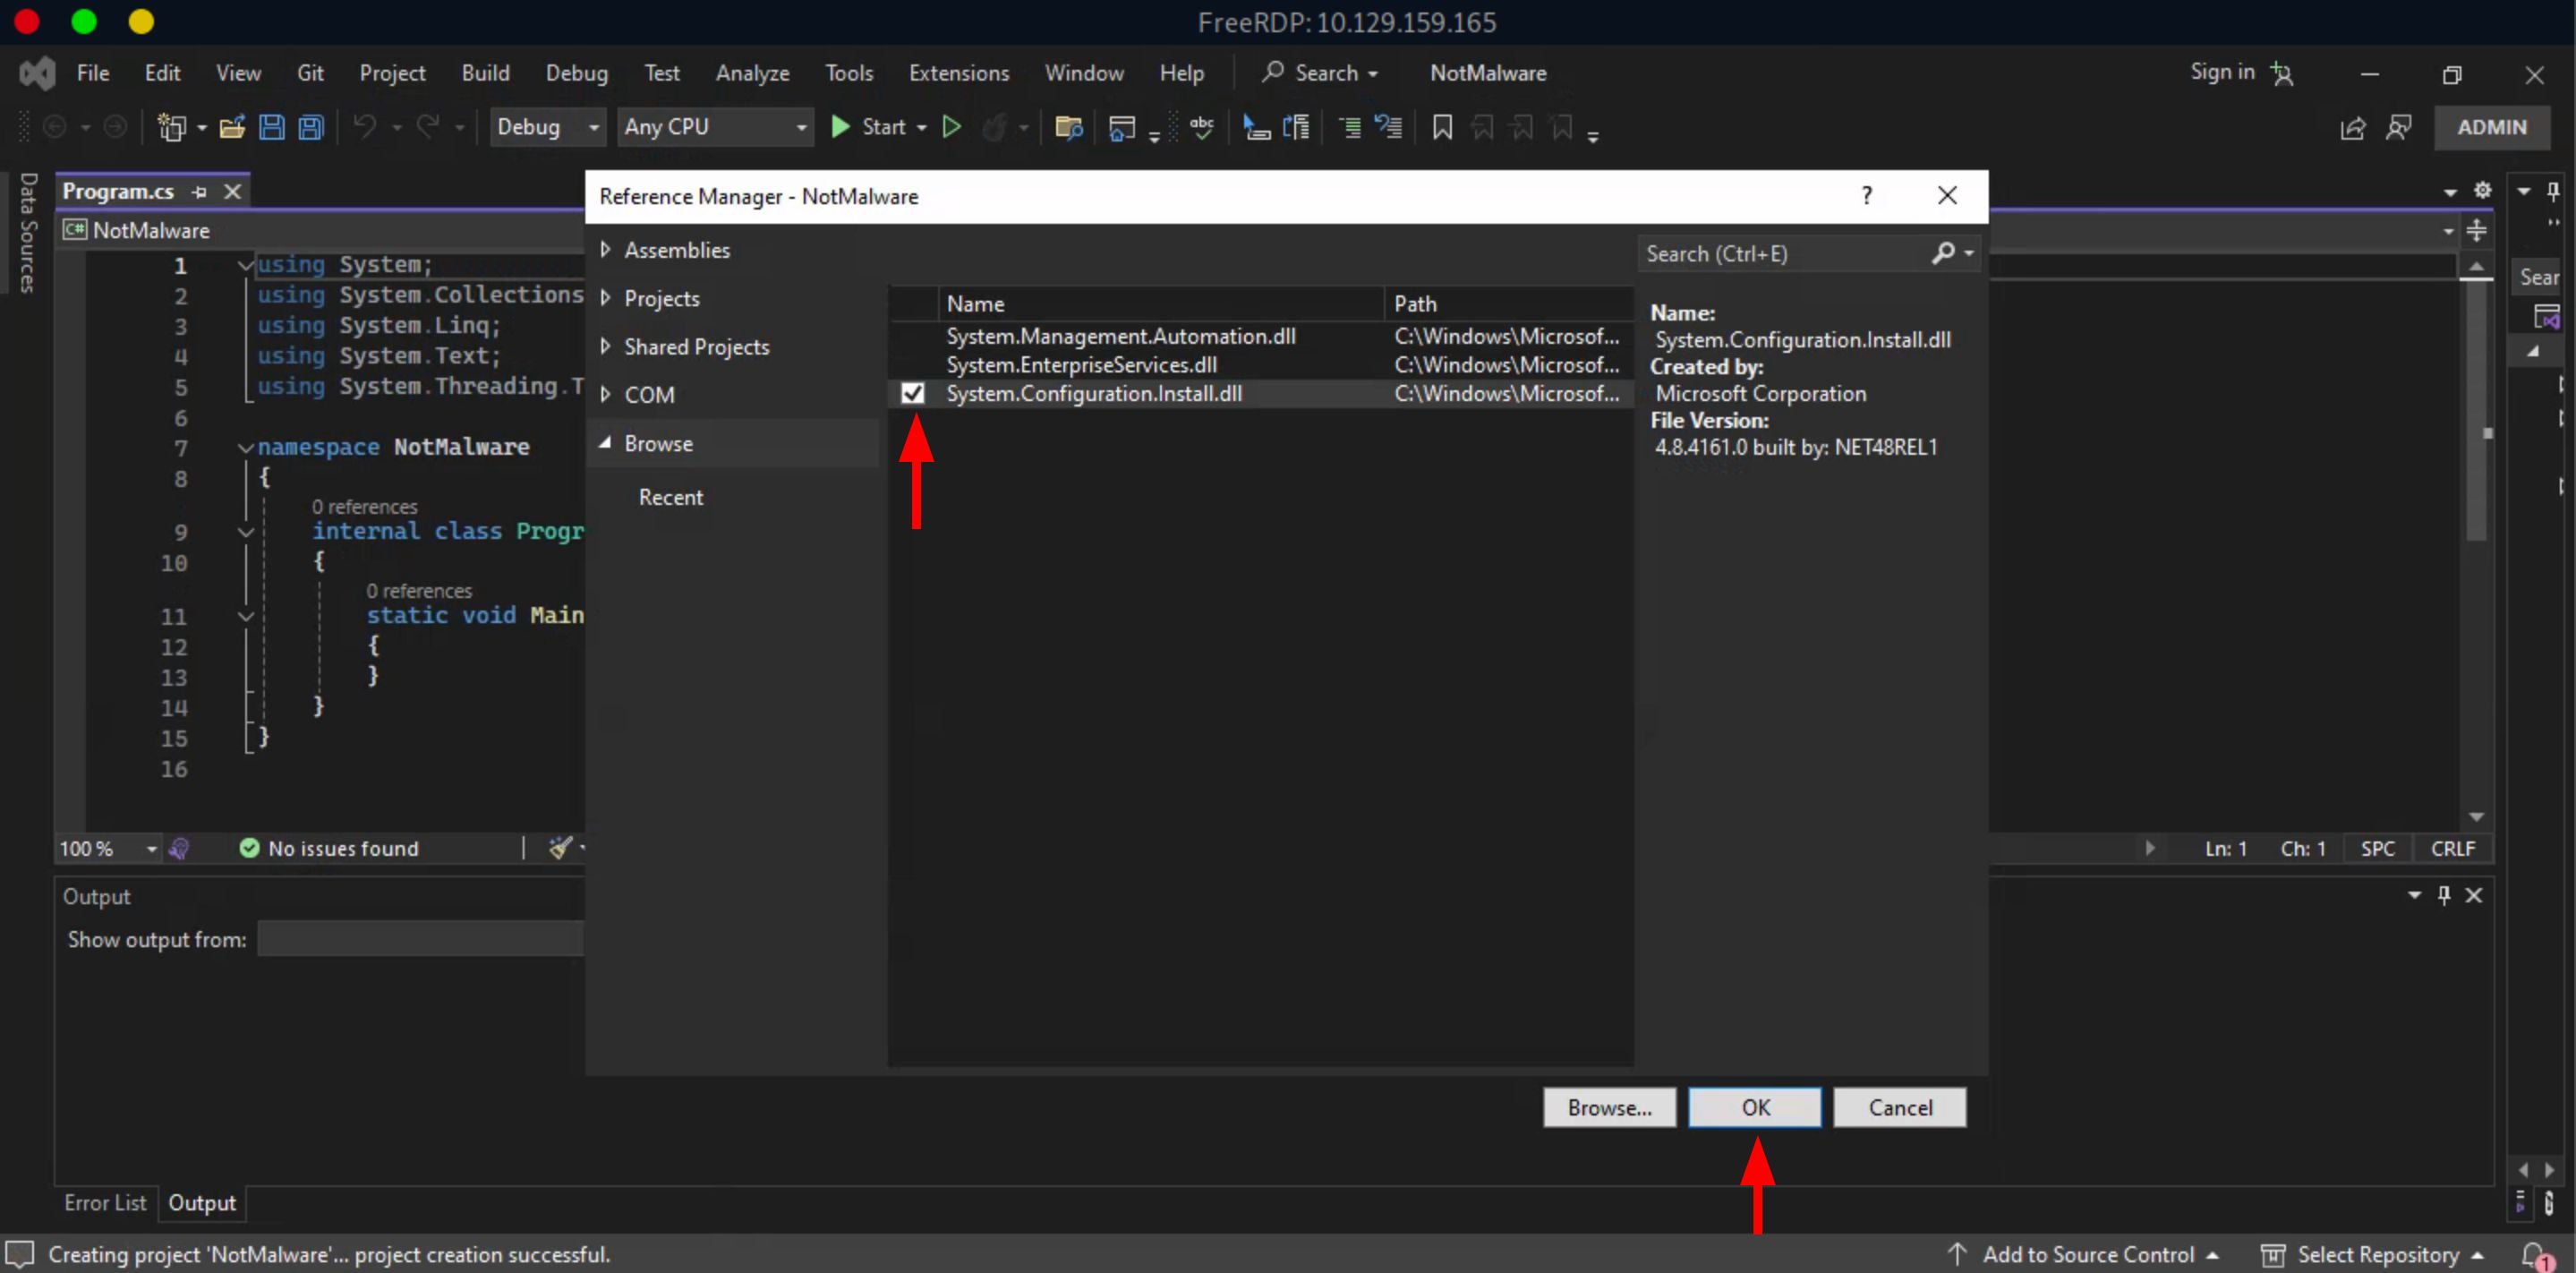 FreeRDP: 10.129.159.165
File Edit View Git Project Build Debug Test Analyze Tools Extensions Window Help Search NotMalware Sign in
Debug Any CPU Start abc ADMIN
Data Sources
Program.cs
C# NotMalware
1 using System;
2 using System.Collections
3 using System.Linq;
4 using System.Text;
5 using System.Threading.T
6
7 namespace NotMalware
8 {
0 references
9 internal class Progr
10 {
0 references
11 static void Main
12 {
13 }
14 }
15 }
16
100 % No issues found
Ln: 1 Ch: 1 SPC CRLF
Output
Show output from:
Error List Output
Reference Manager - NotMalware ?
Assemblies
Projects
Shared Projects
COM
Browse
Recent
Name Path
System.Management.Automation.dll C:\Windows\Microsof...
System.EnterpriseServices.dll C:\Windows\Microsof...
System.Configuration.Install.dll C:\Windows\Microsof...
Search (Ctrl+E)
Name:
System.Configuration.Install.dll
Created by:
Microsoft Corporation
File Version:
4.8.4161.0 built by: NET48REL1
Browse... OK Cancel
Sear
Creating project 'NotMalware'... project creation successful.
Add to Source Control Select Repository 1